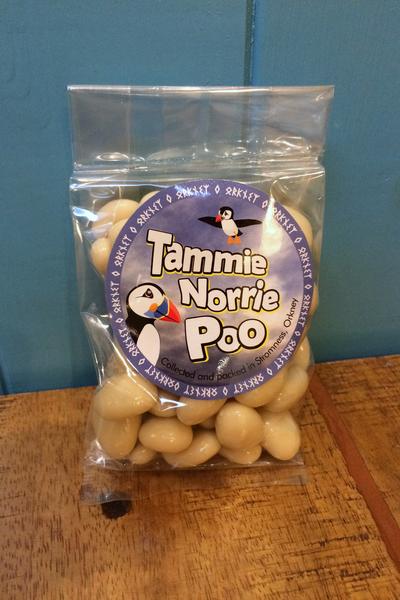 Tammie
Norrie
Poo
Collected and packed in Stromness, Orkney